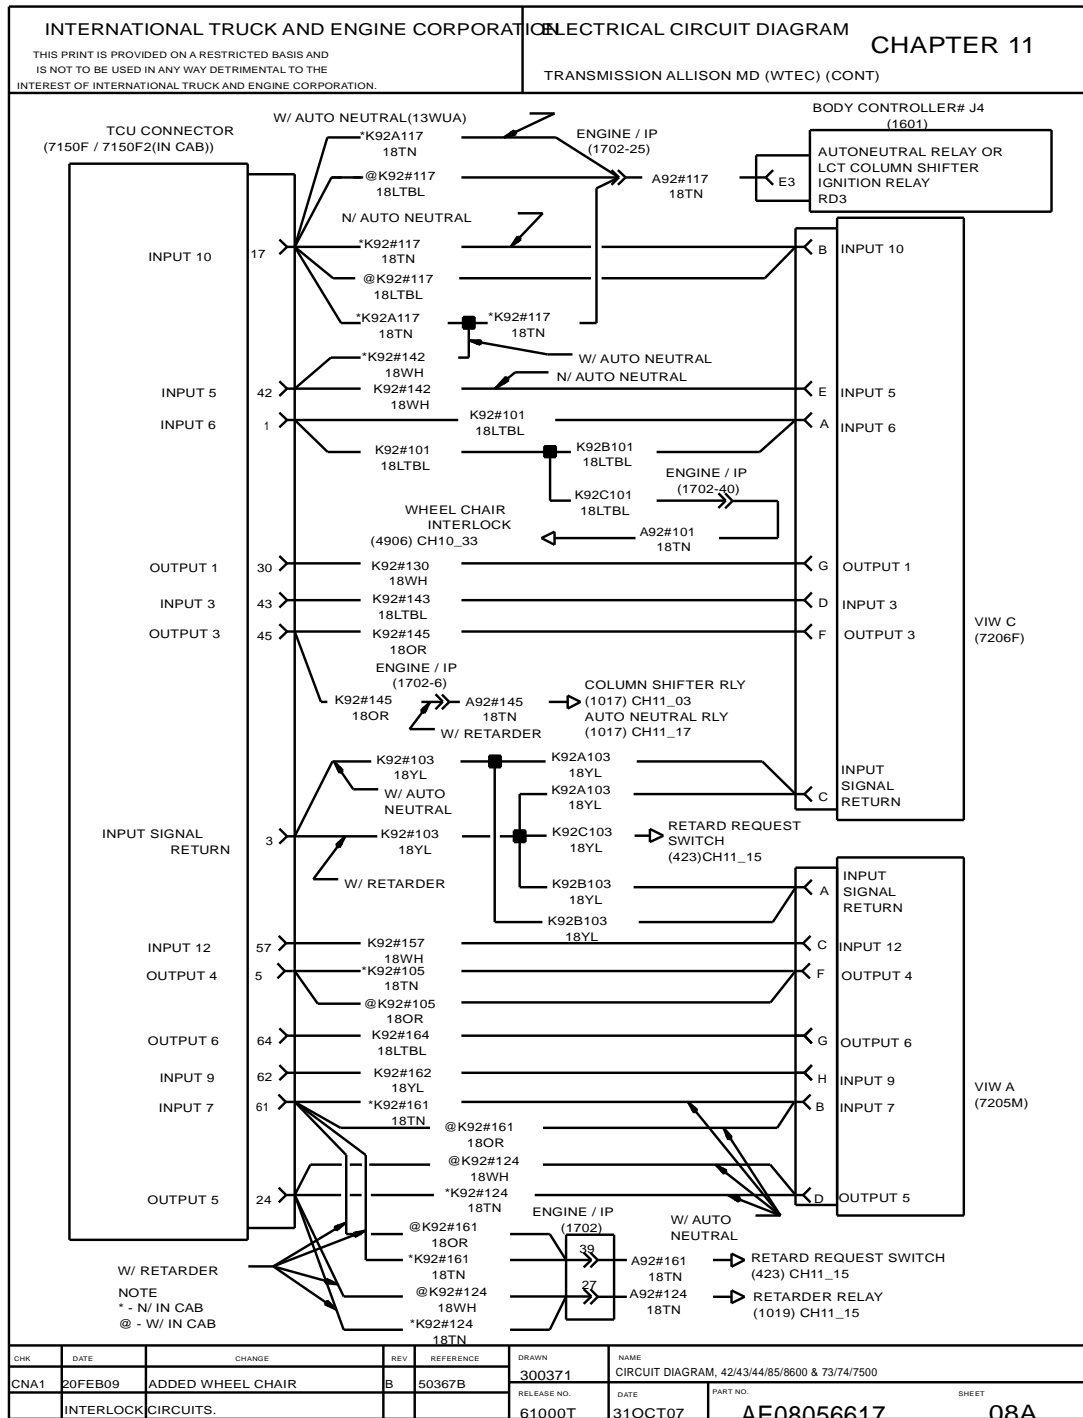 INTERNATIONAL TRUCK AND ENGINE CORPORATION
THIS PRINT IS PROVIDED ON A RESTRICTED BASIS AND
IS NOT TO BE USED IN ANY WAY DETRIMENTAL TO THE
INTEREST OF INTERNATIONAL TRUCK AND ENGINE CORPORATION.
ELECTRICAL CIRCUIT DIAGRAM
CHAPTER 11
TRANSMISSION ALLISON MD (WTEC) (CONT)
TCU CONNECTOR
(7150F / 7150F2(IN CAB))
W/ AUTO NEUTRAL(13WUA)
*K92A117
18TN
ENGINE / IP
(1702-25)
BODY CONTROLLER# J4
(1601)
@K92#117
18LTBL
A92#117
18TN
E3
AUTONEUTRAL RELAY OR
LCT COLUMN SHIFTER
IGNITION RELAY
RD3
N/ AUTO NEUTRAL
INPUT 10
17
*K92#117
18TN
B
INPUT 10
@K92#117
18LTBL
*K92A117
18TN
*K92#117
18TN
*K92#142
18WH
W/ AUTO NEUTRAL
N/ AUTO NEUTRAL
INPUT 5
42
K92#142
18WH
E
INPUT 5
INPUT 6
1
K92#101
18LTBL
A
INPUT 6
K92#101
18LTBL
K92B101
18LTBL
ENGINE / IP
(1702-40)
K92C101
18LTBL
WHEEL CHAIR
INTERLOCK
(4906) CH10_33
A92#101
18TN
OUTPUT 1
30
K92#130
18WH
G
OUTPUT 1
INPUT 3
43
K92#143
18LTBL
D
INPUT 3
OUTPUT 3
45
K92#145
18OR
F
OUTPUT 3
VIW C
(7206F)
ENGINE / IP
(1702-6)
K92#145
18OR
A92#145
18TN
W/ RETARDER
COLUMN SHIFTER RLY
(1017) CH11_03
AUTO NEUTRAL RLY
(1017) CH11_17
K92#103
18YL
K92A103
18YL
W/ AUTO
NEUTRAL
K92A103
18YL
C
INPUT
SIGNAL
RETURN
INPUT SIGNAL
RETURN
3
K92#103
18YL
K92C103
18YL
RETARD REQUEST
SWITCH
(423)CH11_15
W/ RETARDER
K92B103
18YL
A
INPUT
SIGNAL
RETURN
K92B103
18YL
INPUT 12
57
K92#157
18WH
C
INPUT 12
OUTPUT 4
5
*K92#105
18TN
F
OUTPUT 4
@K92#105
18OR
OUTPUT 6
64
K92#164
18LTBL
G
OUTPUT 6
INPUT 9
62
K92#162
18YL
H
INPUT 9
VIW A
(7205M)
INPUT 7
61
*K92#161
18TN
B
INPUT 7
@K92#161
18OR
@K92#124
18WH
OUTPUT 5
24
*K92#124
18TN
D
OUTPUT 5
ENGINE / IP
(1702)
W/ AUTO
NEUTRAL
@K92#161
18OR
39
*K92#161
18TN
A92#161
18TN
RETARD REQUEST SWITCH
(423) CH11_15
W/ RETARDER
@K92#124
18WH
27
A92#124
18TN
RETARDER RELAY
(1019) CH11_15
*K92#124
18TN
NOTE
* - N/ IN CAB
@ - W/ IN CAB
CHK
DATE
CHANGE
REV
REFERENCE
DRAWN
NAME
CNA1
20FEB09
ADDED WHEEL CHAIR
B
50367B
300371
CIRCUIT DIAGRAM, 42/43/44/85/8600 & 73/74/7500
INTERLOCK CIRCUITS.
RELEASE NO.
DATE
PART NO.
SHEET
61000T
31OCT07
AE08056617
08A